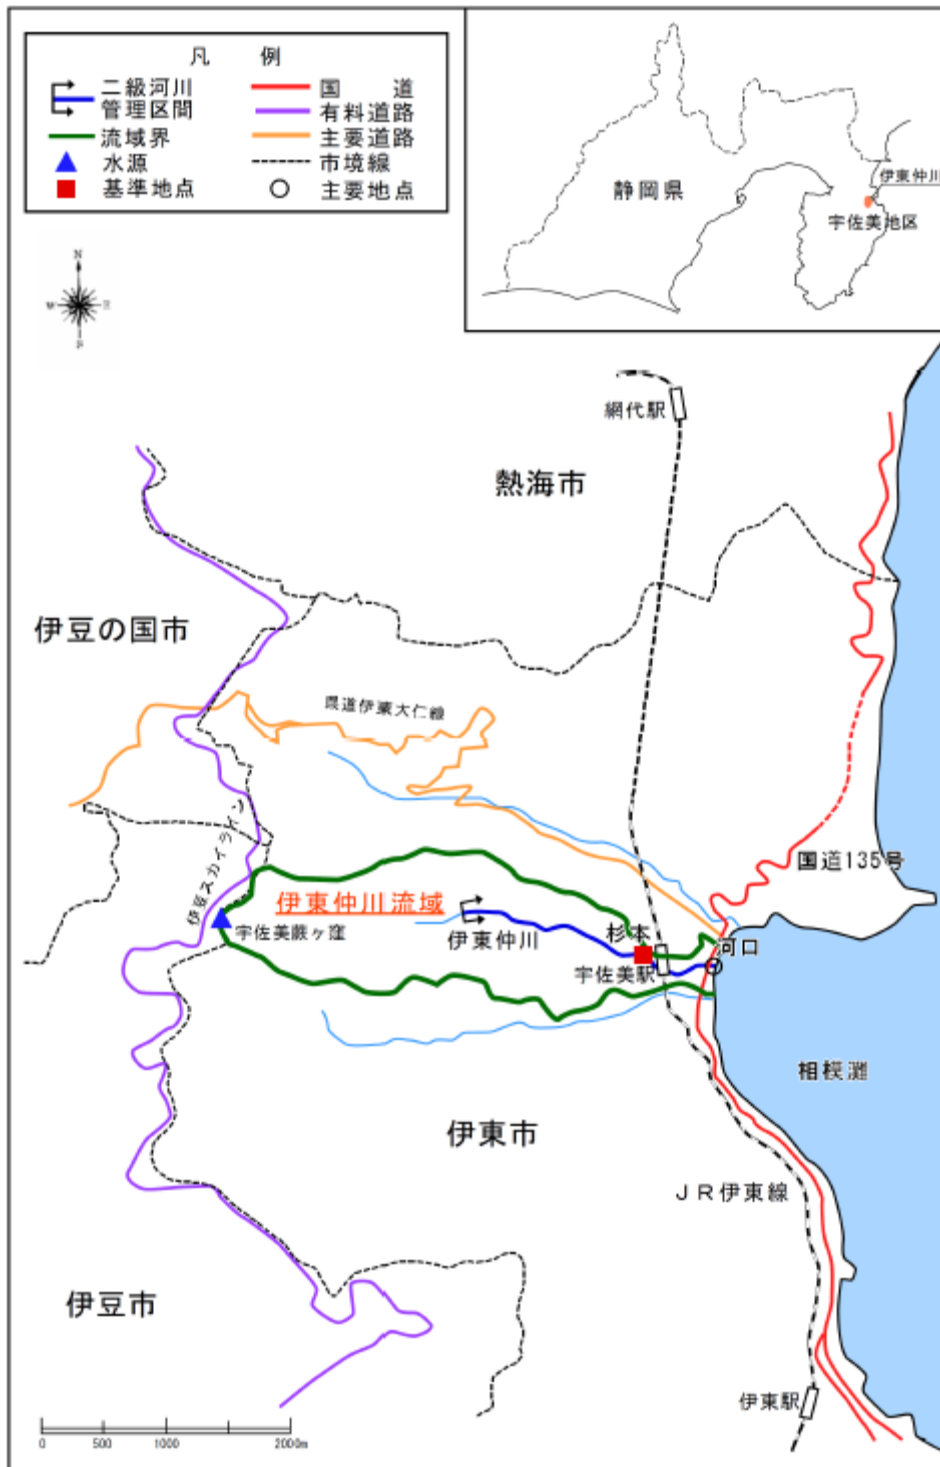 凡 例
二級河川
管理区間
国 道
有料道路
流域界
主要道路
水源
市境線
基準地点
主要地点
静岡県
伊東仲川
宇佐美地区
N
W
E
S
網代駅
熱海市
伊豆の国市
県道伊東大仁線
伊豆スカイライン
国道135号
伊東仲川流域
宇佐美蕨ヶ窪
伊東仲川
杉本
河口
宇佐美駅
相模灘
伊東市
JR伊東線
伊豆市
伊東駅
0 500 1000 2000m